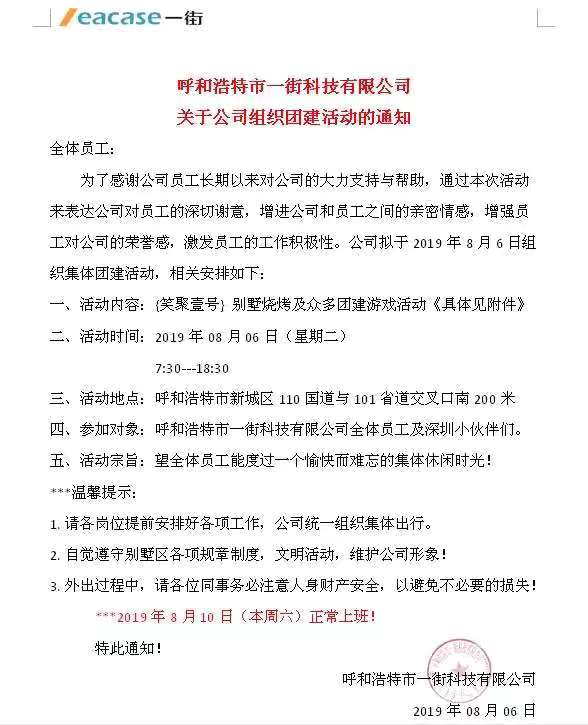 Yeacase一街
呼和浩特市一街科技有限公司
关于公司组织团建活动的通知
全体员工：
为了感谢公司员工长期以来对公司的大力支持与帮助，通过本次活动
来表达公司对员工的深切谢意，增进公司和员工之间的亲密情感，增强员
工对公司的荣誉感，激发员工的工作积极性。公司拟于 2019 年 8 月 6 日组
织集体团建活动，相关安排如下：
一、活动内容：{笑聚壹号} 别墅烧烤及众多团建游戏活动《具体见附件》
二、活动时间：2019 年 08 月 06 日（星期二）
7:30---18:30
三、活动地点：呼和浩特市新城区 110 国道与 101 省道交叉口南 200 米
四、参加对象：呼和浩特市一街科技有限公司全体员工及深圳小伙伴们。
五、活动宗旨：望全体员工能度过一个愉快而难忘的集体休闲时光！
***温馨提示：
1. 请各岗位提前安排好各项工作，公司统一组织集体出行。
2. 自觉遵守别墅区各项规章制度，文明活动，维护公司形象！
3. 外出过程中，请各位同事务必注意人身财产安全，以避免不必要的损失！
***2019 年 8 月 10 日（本周六）正常上班！
特此通知！
呼和浩特市一街科技有限公司
2019 年 08 月 06 日